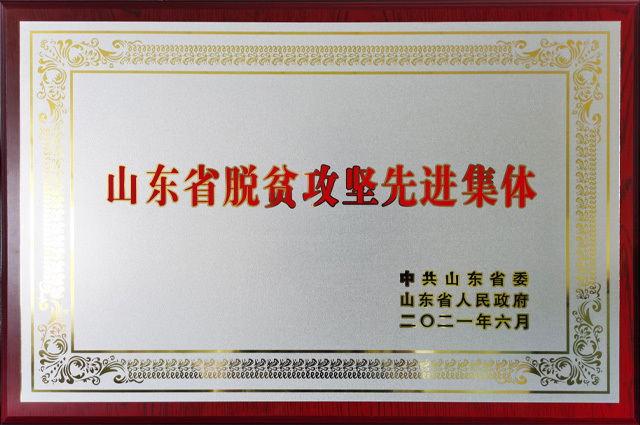 山东省脱贫攻坚先进集体
中共山东省委
山东省人民政府
二〇二一年六月